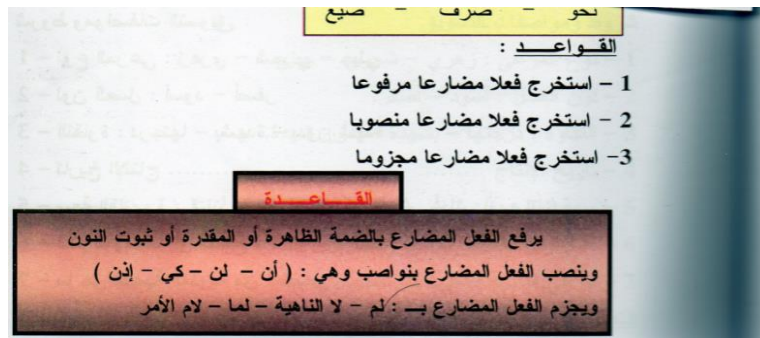 نحو – صرف – صيغ
القواعد :
1 – استخرج فعلا مضارعا مرفوعا
2 – استخرج فعلا مضارعا منصوبا
3- استخرج فعلا مضارعا مجزوما
القاعدة
يرفع الفعل المضارع بالضمة الظاهرة أو المقدرة أو ثبوت النون
وينصب الفعل المضارع بنواصب وهي : ( أن – لن – كي – إذن )
ويجزم الفعل المضارع بـ : لم – لا الناهية – لما – لام الأمر